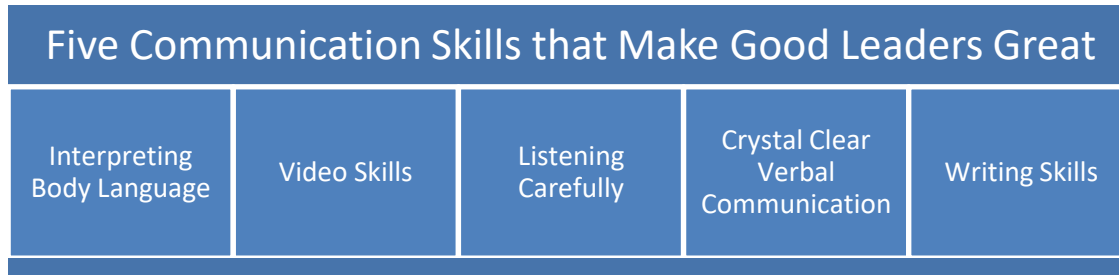 Five Communication Skills that Make Good Leaders Great
Interpreting
Body Language
Video Skills
Listening
Carefully
Crystal Clear
Verbal
Communication
Writing Skills